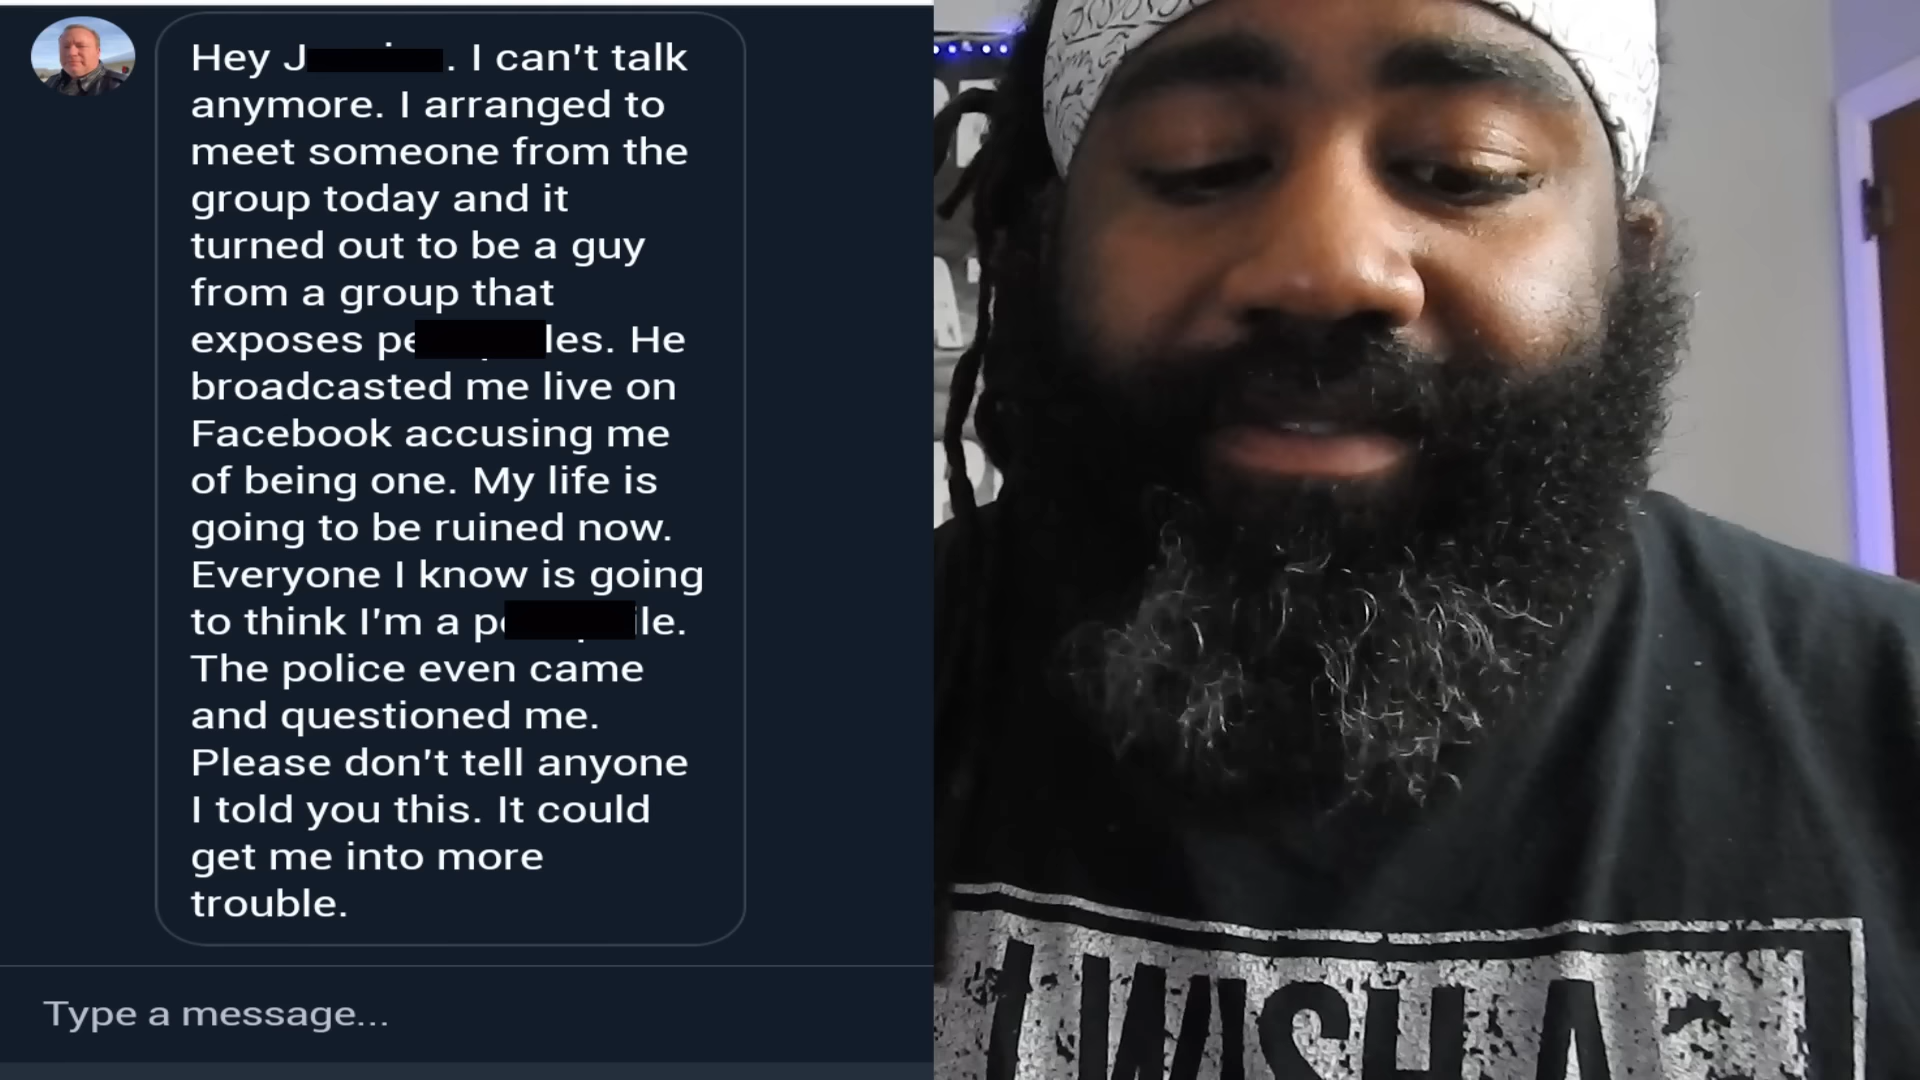 Hey J . I can't talk
anymore. I arranged to
meet someone from the
group today and it
turned out to be a guy
from a group that
exposes pe les. He
broadcasted me live on
Facebook accusing me
of being one. My life is
going to be ruined now.
Everyone I know is going
to think I'm a p ile.
The police even came
and questioned me.
Please don't tell anyone
I told you this. It could
get me into more
trouble.
Type a message...
I WISH A